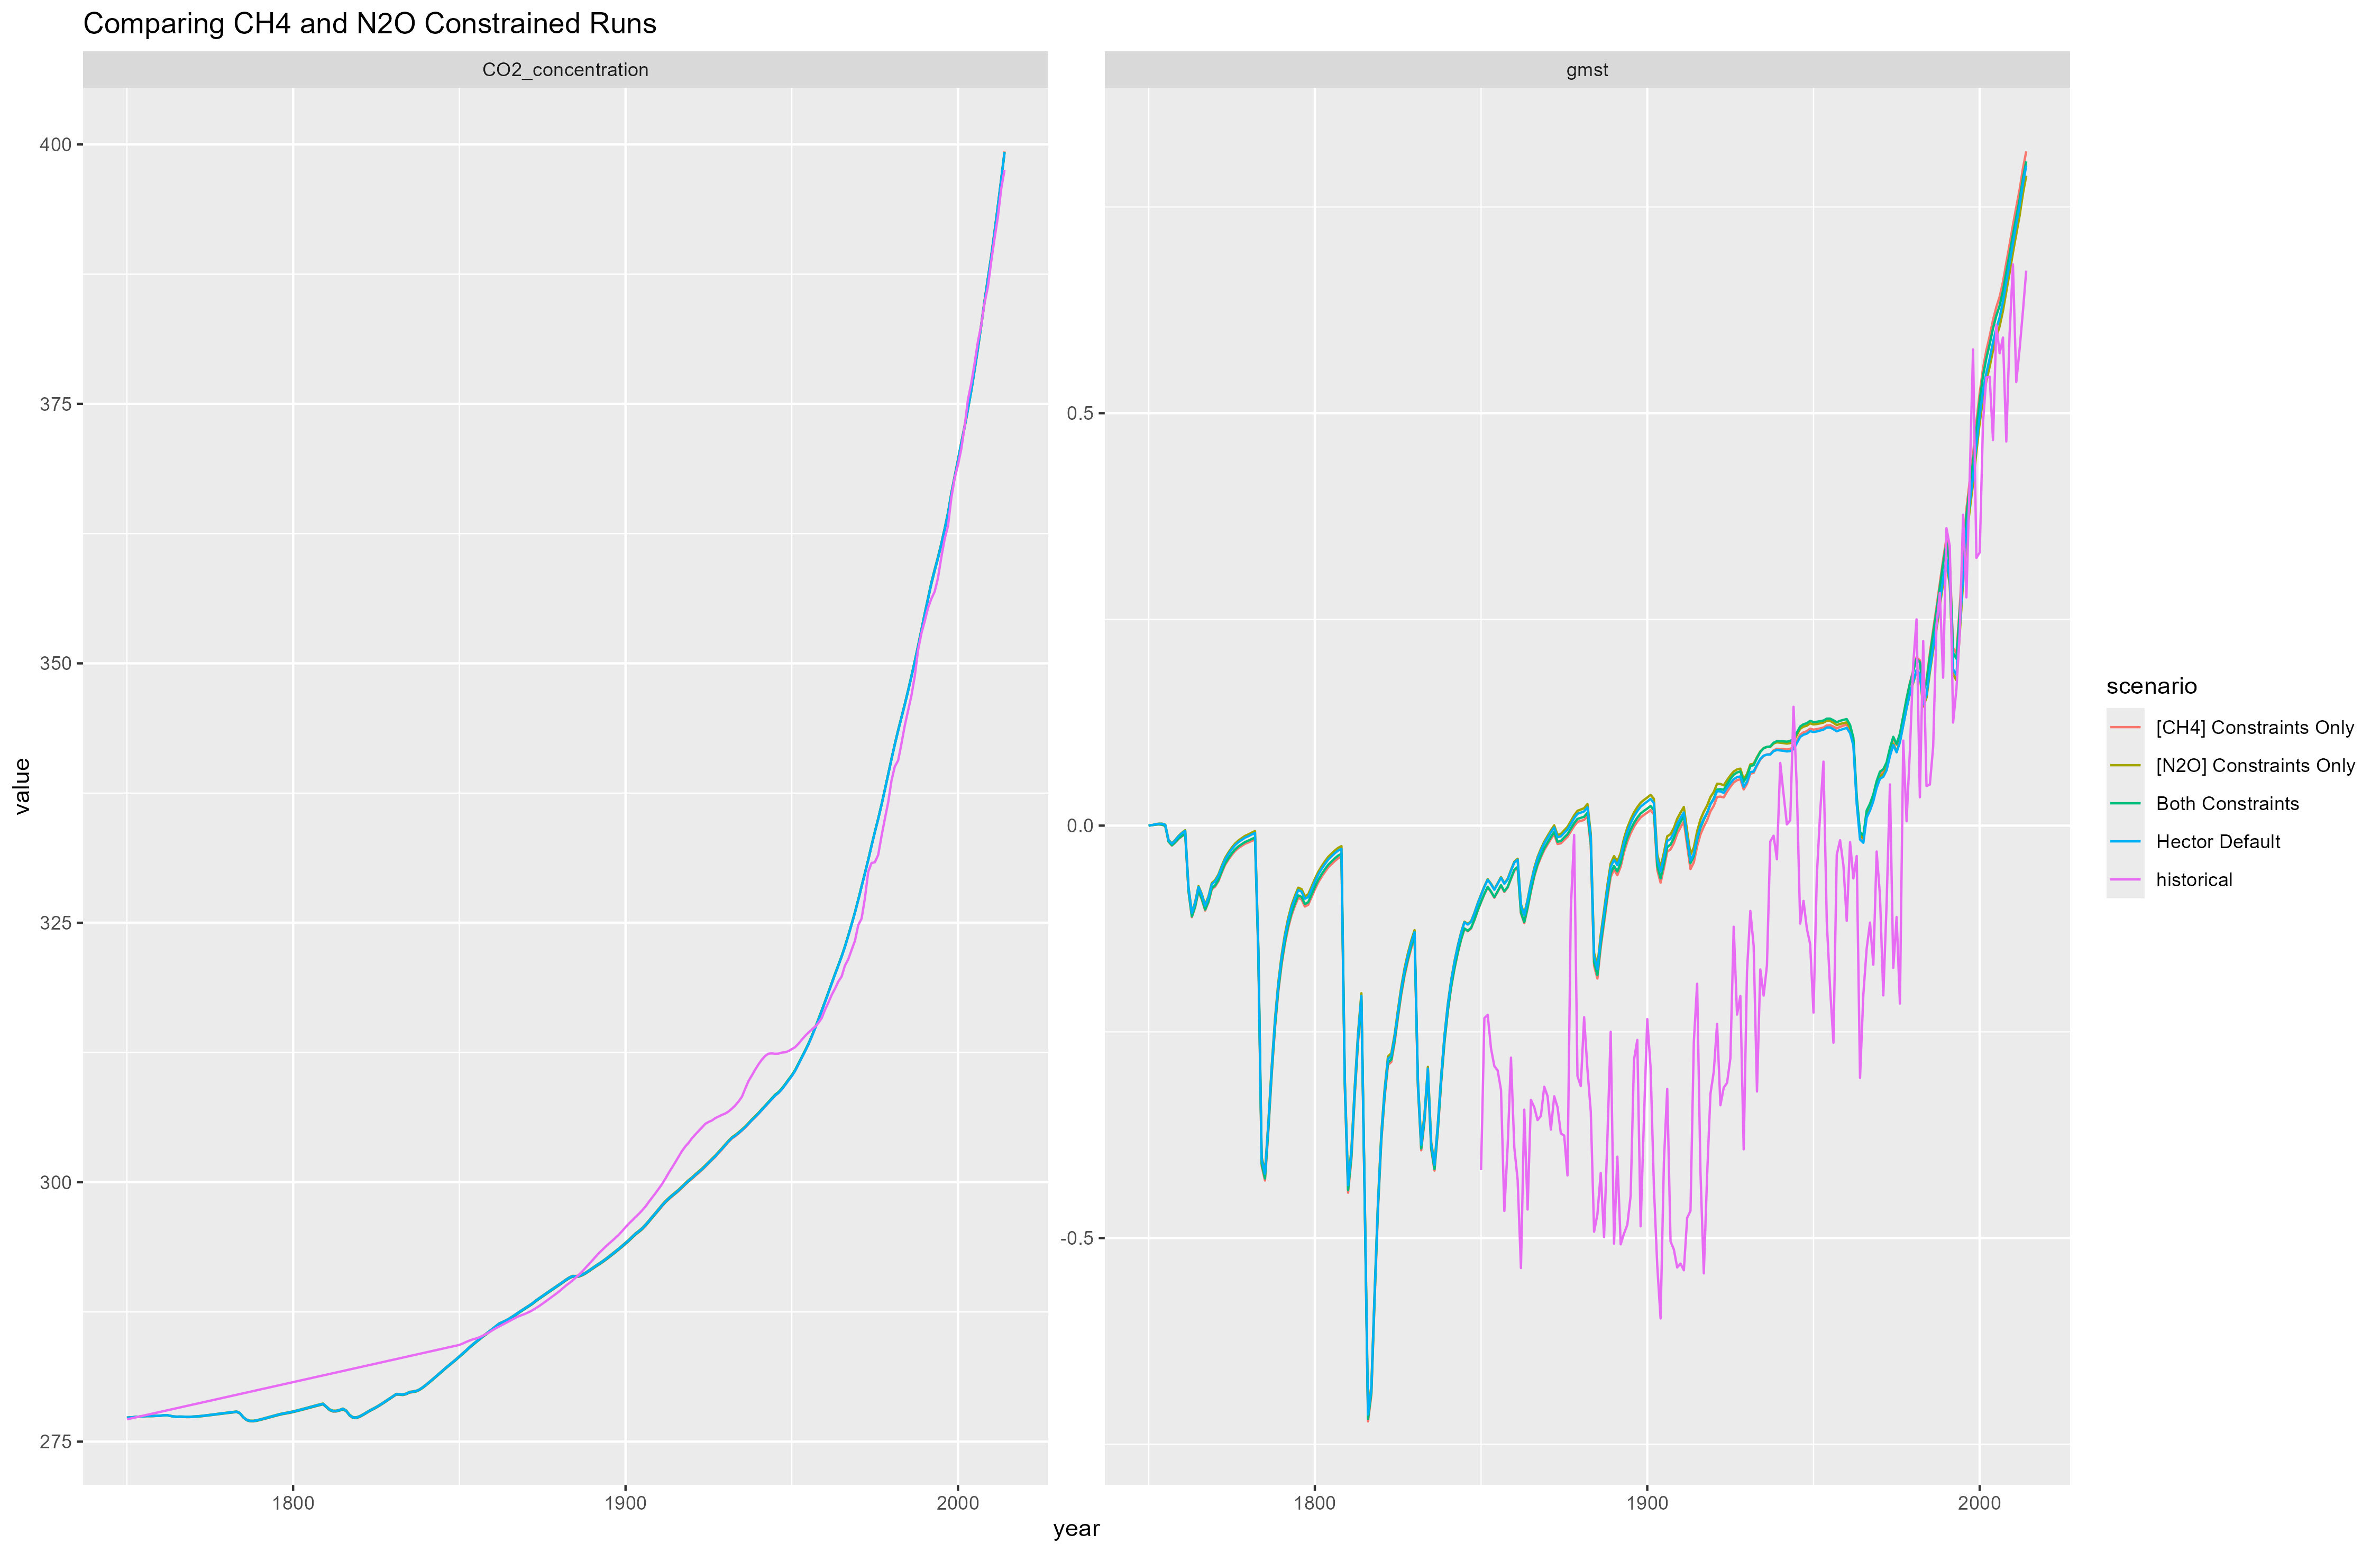 Comparing CH4 and N2O Constrained Runs
CO2_concentration
gmst
400
375
350
325
300
275
0.5
0.0
-0.5
value
1800
1900
2000
1800
1900
2000
year
scenario
[CH4] Constraints Only
[N2O] Constraints Only
Both Constraints
Hector Default
historical